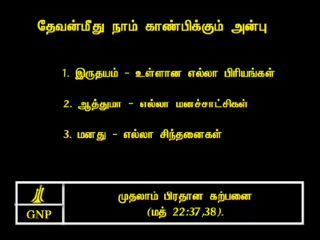 தேவன்மீது நாம் காண்பிக்கும் அன்பு
1. இருதயம் - உள்ளான எல்லா பிரியங்கள்
2. ஆத்துமா - எல்லா மனச்சாட்சிகள்
3. மனது - எல்லா சிந்தனைகள்
முதலாம் பிரதான கற்பனை
(மத் 22:37,38).
GNP